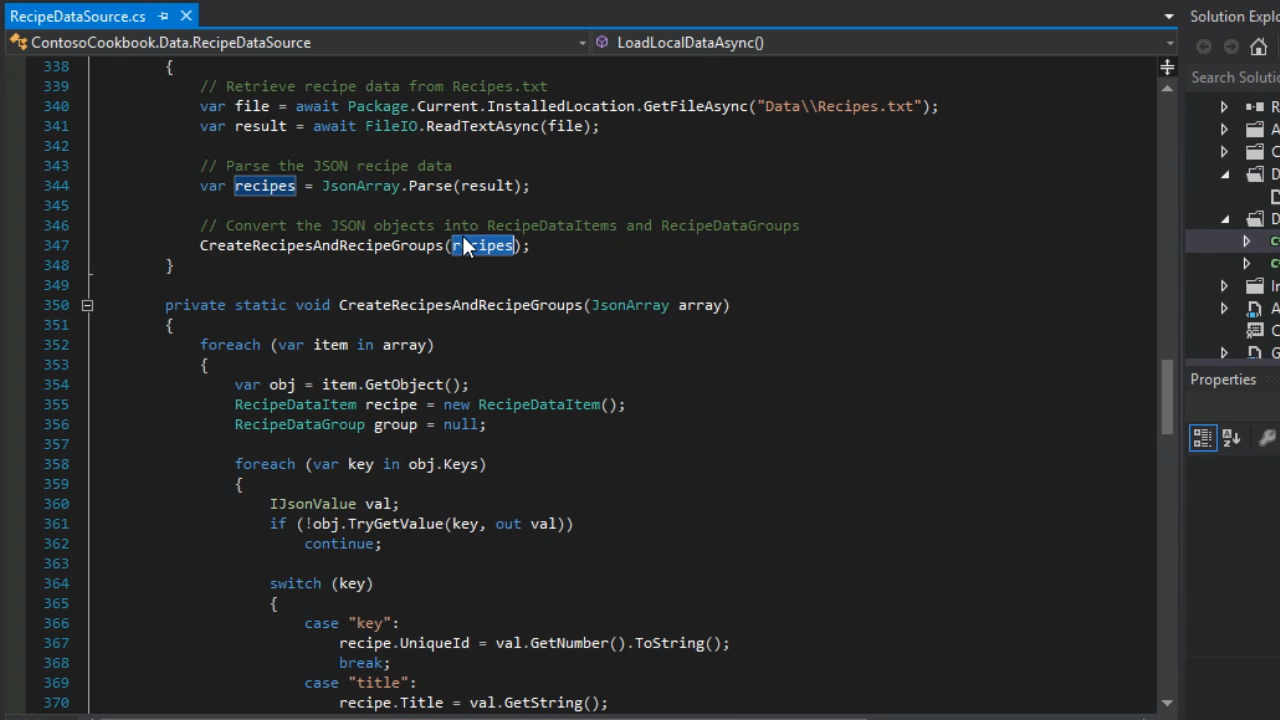 RecipeDataSource.cs
Solution Explo
ContosoCookbook.Data.RecipeDataSource
LoadLocalDataAsync()
Search Soluti
338 {
339 // Retrieve recipe data from Recipes.txt
340 var file = await Package.Current.InstalledLocation.GetFileAsync("Data\\Recipes.txt");
341 var result = await FileIO.ReadTextAsync(file);
342
343 // Parse the JSON recipe data
344 var recipes = JsonArray.Parse(result);
345
346 // Convert the JSON objects into RecipeDataItems and RecipeDataGroups
347 CreateRecipesAndRecipeGroups(recipes);
348 }
349
350 private static void CreateRecipesAndRecipeGroups(JsonArray array)
351 {
352 foreach (var item in array)
353 {
354 var obj = item.GetObject();
355 RecipeDataItem recipe = new RecipeDataItem();
356 RecipeDataGroup group = null;
357
358 foreach (var key in obj.Keys)
359 {
360 IJsonValue val;
361 if (!obj.TryGetValue(key, out val))
362 continue;
363
364 switch (key)
365 {
366 case "key":
367 recipe.UniqueId = val.GetNumber().ToString();
368 break;
369 case "title":
370 recipe.Title = val.GetString();
R
A
C
D
D
In
A
C
G
Properties